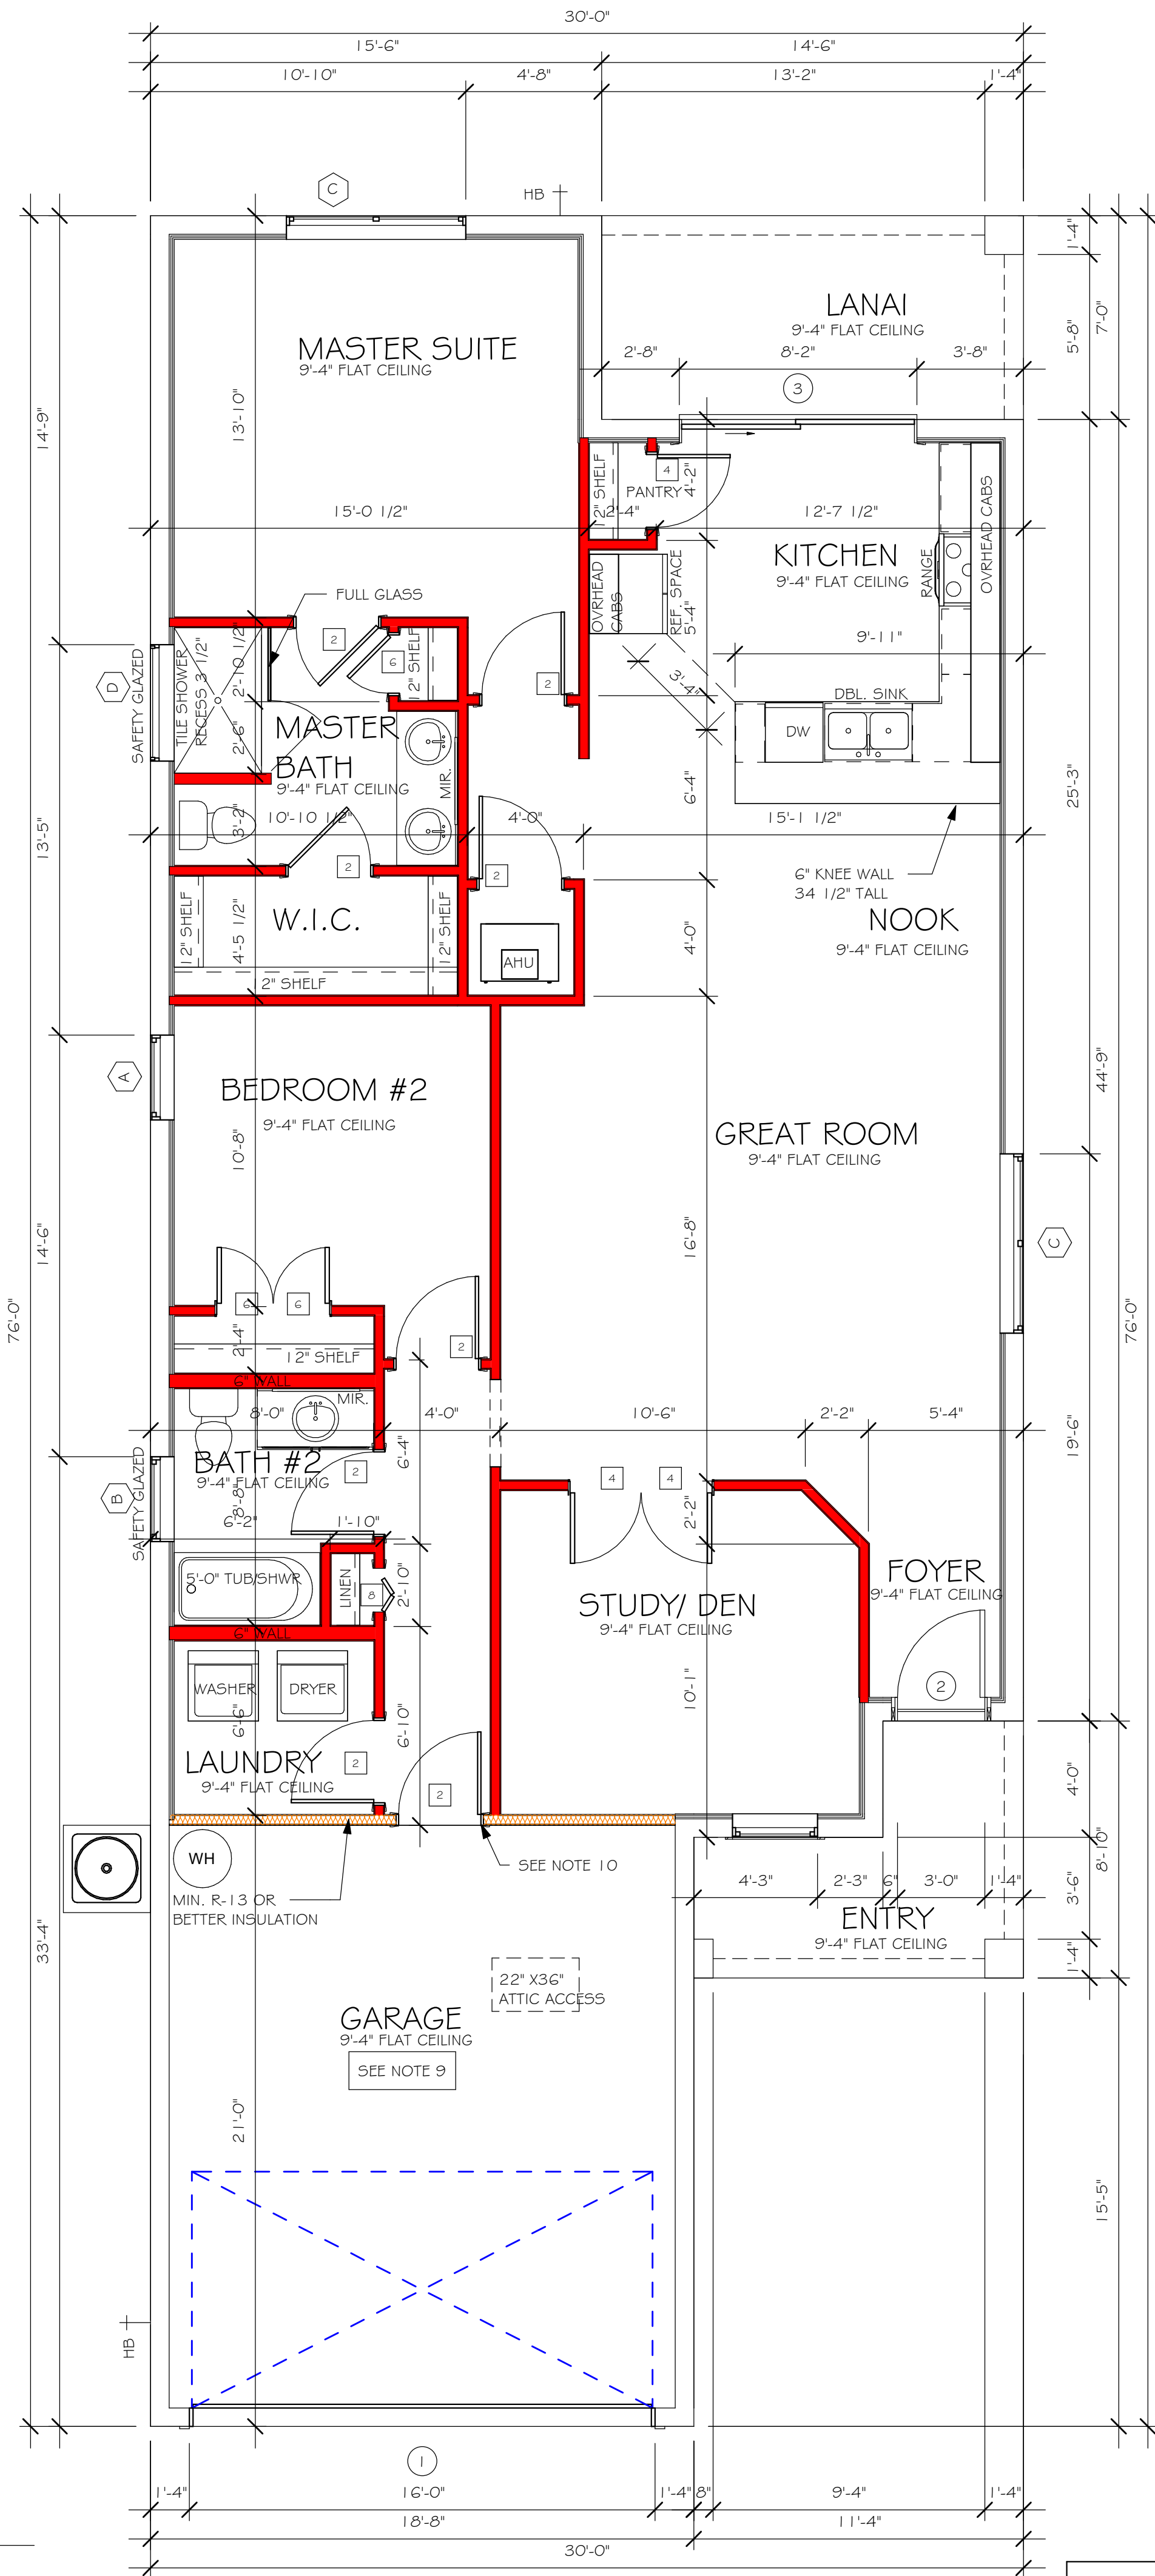 30'-0"
15'-6" 14'-6"
10'-10" 4'-8" 13'-2" 1'-4"
C
HB
1'-4"
LANAI
9'-4" FLAT CEILING
5'-8"
7'-0"
2'-8" 8'-2" 3'-8"
3
MASTER SUITE
9'-4" FLAT CEILING
13'-10"
14'-9"
12" SHELF
4
PANTRY
4'-2"
15'-0 1/2" 2'-4" 12'-7 1/2"
KITCHEN
9'-4" FLAT CEILING
RANGE
OVRHEAD CABS
OVRHEAD
CABS
REF. SPACE
5'-4"
9'-11"
3'-4"
DBL. SINK
DW
FULL GLASS
2
6
12" SHELF
2
D
SAFETY GLAZED
TILE SHOWER
RECESS 3 1/2"
2'-10 1/2"
2'-6"
MASTER
BATH
9'-4" FLAT CEILING
MIR.
3'-2"
10'-10 1/2" 4'-0" 15'-1 1/2"
6'-4"
25'-3"
13'-5"
2
2
6" KNEE WALL
34 1/2" TALL
NOOK
9'-4" FLAT CEILING
12" SHELF
4'-5 1/2"
W.I.C.
12" SHELF
12" SHELF
AHU
4'-0"
A
BEDROOM #2
9'-4" FLAT CEILING
10'-8"
GREAT ROOM
9'-4" FLAT CEILING
16'-8"
44'-9"
C
14'-6"
76'-0"
76'-0"
6 6
2
2'-4"
12" SHELF
6" WALL
MIR.
8'-0" 4'-0" 10'-6" 2'-2" 5'-4"
6'-4"
19'-6"
BATH #2
9'-4" FLAT CEILING
2
8'-8"
B
SAFETY GLAZED
6'-2" 1'-10"
4 4
2'-2"
5'-0" TUB/SHWR
LINEN
8
2'-10"
6" WALL
FOYER
9'-4" FLAT CEILING
STUDY/ DEN
9'-4" FLAT CEILING
10'-1"
2
WASHER DRYER
6'-6"
6'-10"
LAUNDRY
9'-4" FLAT CEILING
2
2
4'-0"
8'-10"
WH
SEE NOTE 10
MIN. R-13 OR
BETTER INSULATION
4'-3" 2'-3" 6" 3'-0" 1'-4"
3'-6"
ENTRY
9'-4" FLAT CEILING
1'-4"
33'-4"
22" X36"
ATTIC ACCESS
GARAGE
9'-4" FLAT CEILING
SEE NOTE 9
21'-0"
15'-5"
HB
1
1'-4" 16'-0" 1'-4" 8" 9'-4" 1'-4"
18'-8" 11'-4"
30'-0"